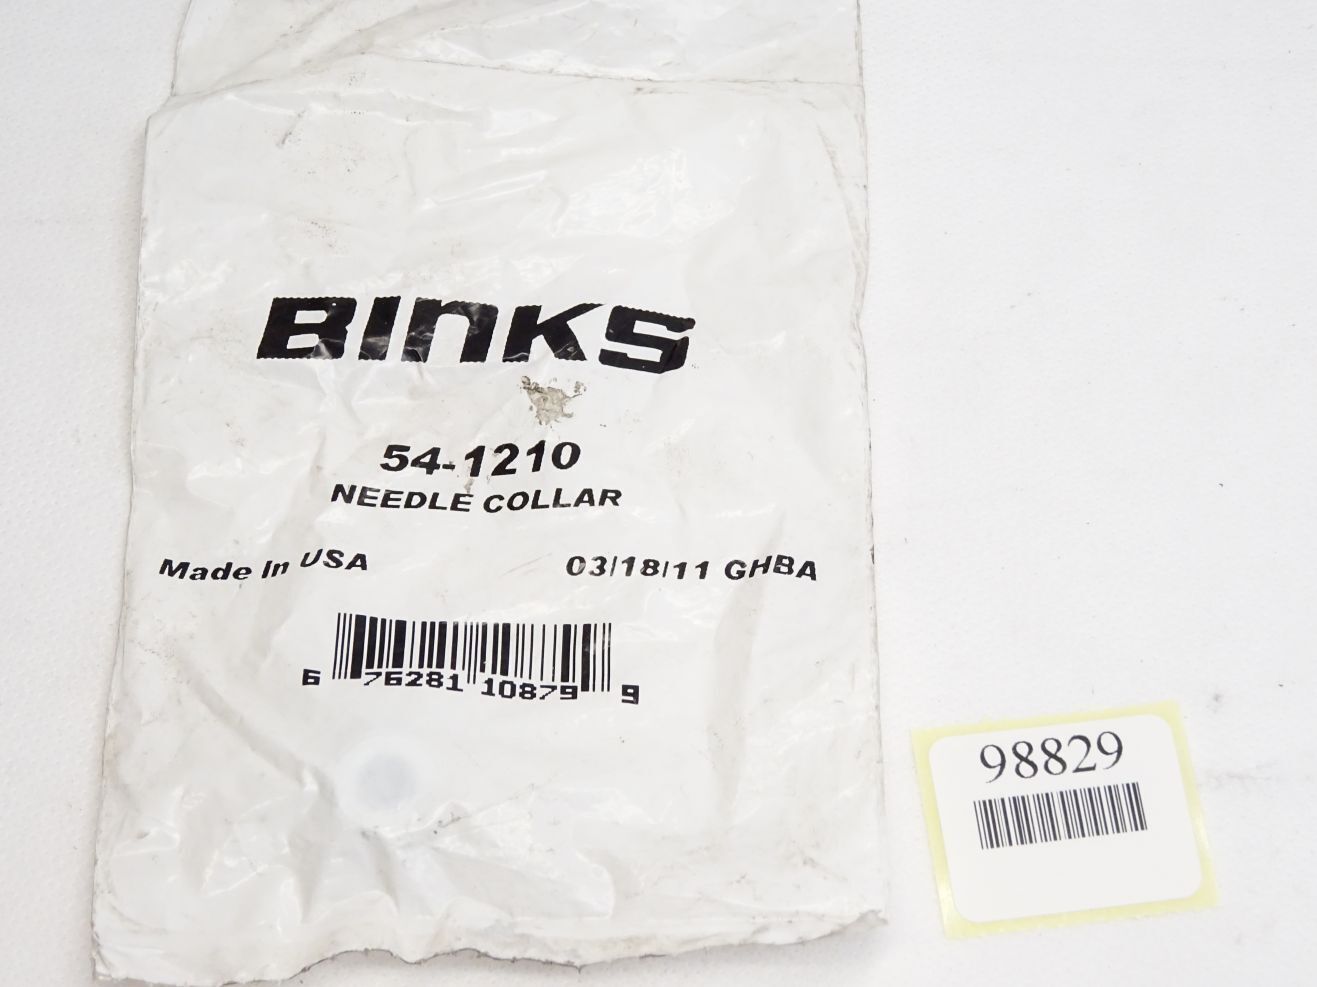 BINKS
54-1210
NEEDLE COLLAR
Made In USA 03/18/11 GHBA
6 76281 10879 9
98829